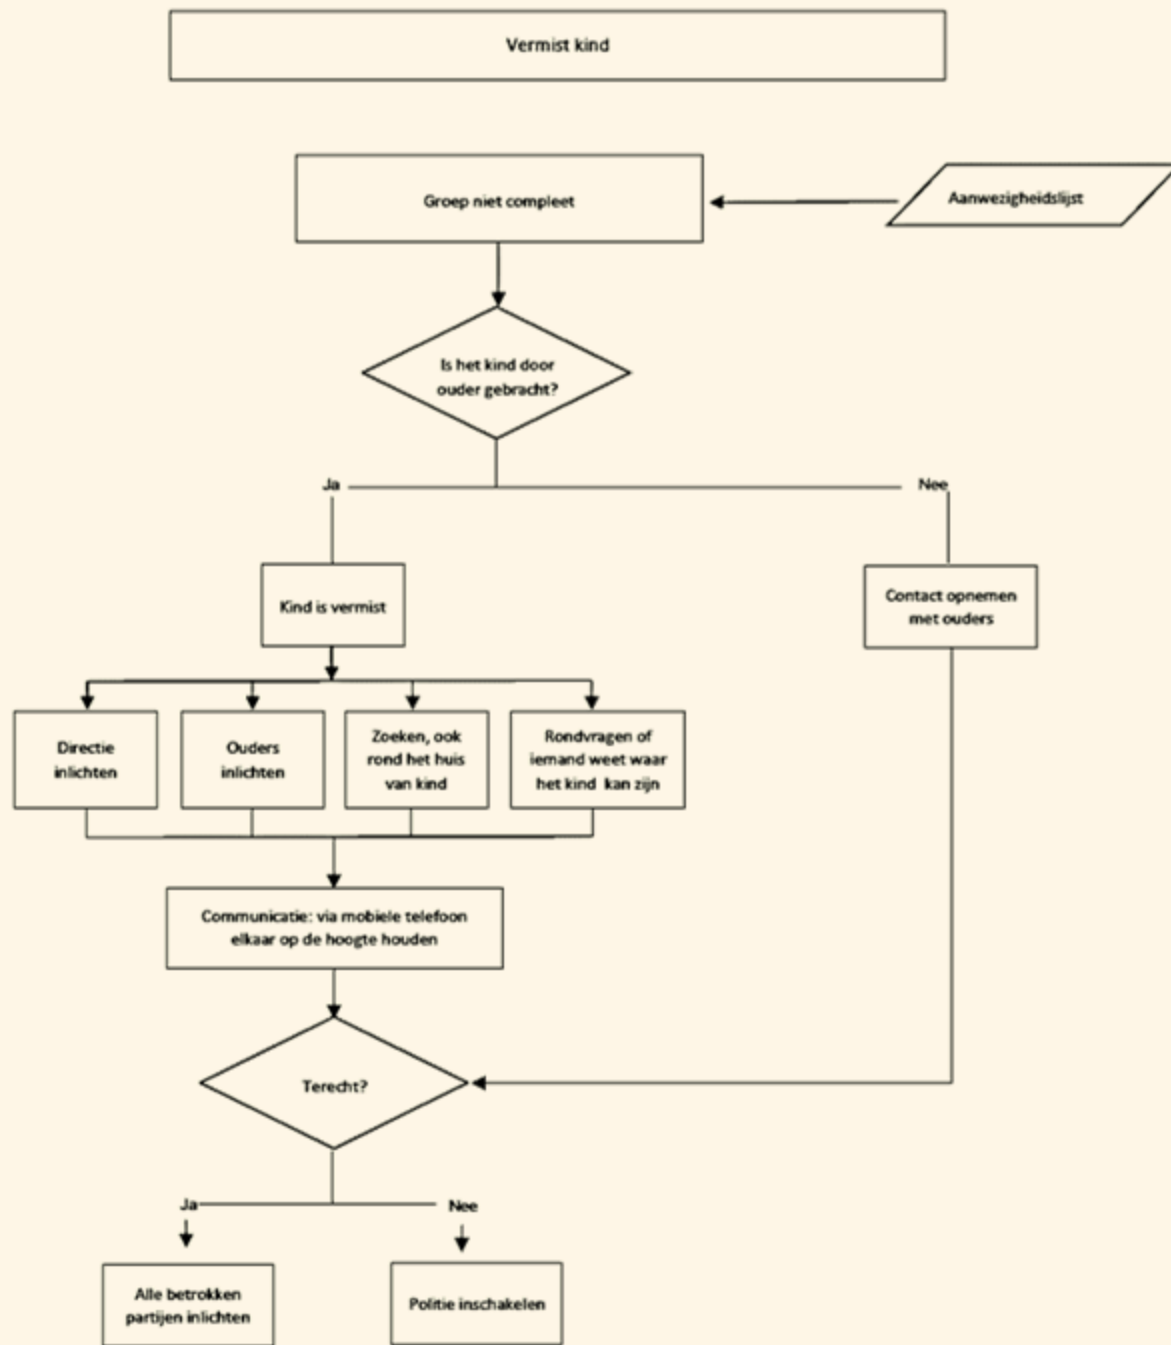 Vermist kind
Groep niet compleet
Aanwezigheidslijst
Is het kind door
ouder gebracht?
Ja
Nee
Kind is vermist
Contact opnemen
met ouders
Directie
inlichten
Ouders
inlichten
Zoeken, ook
rond het huis
van kind
Rondvragen of
iemand weet waar
het kind kan zijn
Communicatie: via mobiele telefoon
elkaar op de hoogte houden
Terecht?
Ja
Nee
Alle betrokken
partijen inlichten
Politie inschakelen